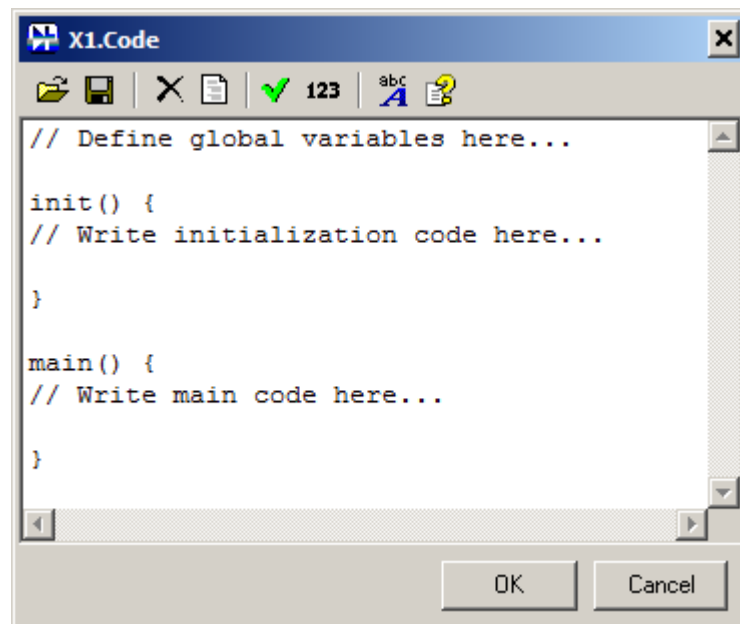 X1.Code
123 abc A
// Define global variables here...
init() {
// Write initialization code here...
}
main() {
// Write main code here...
}
OK Cancel